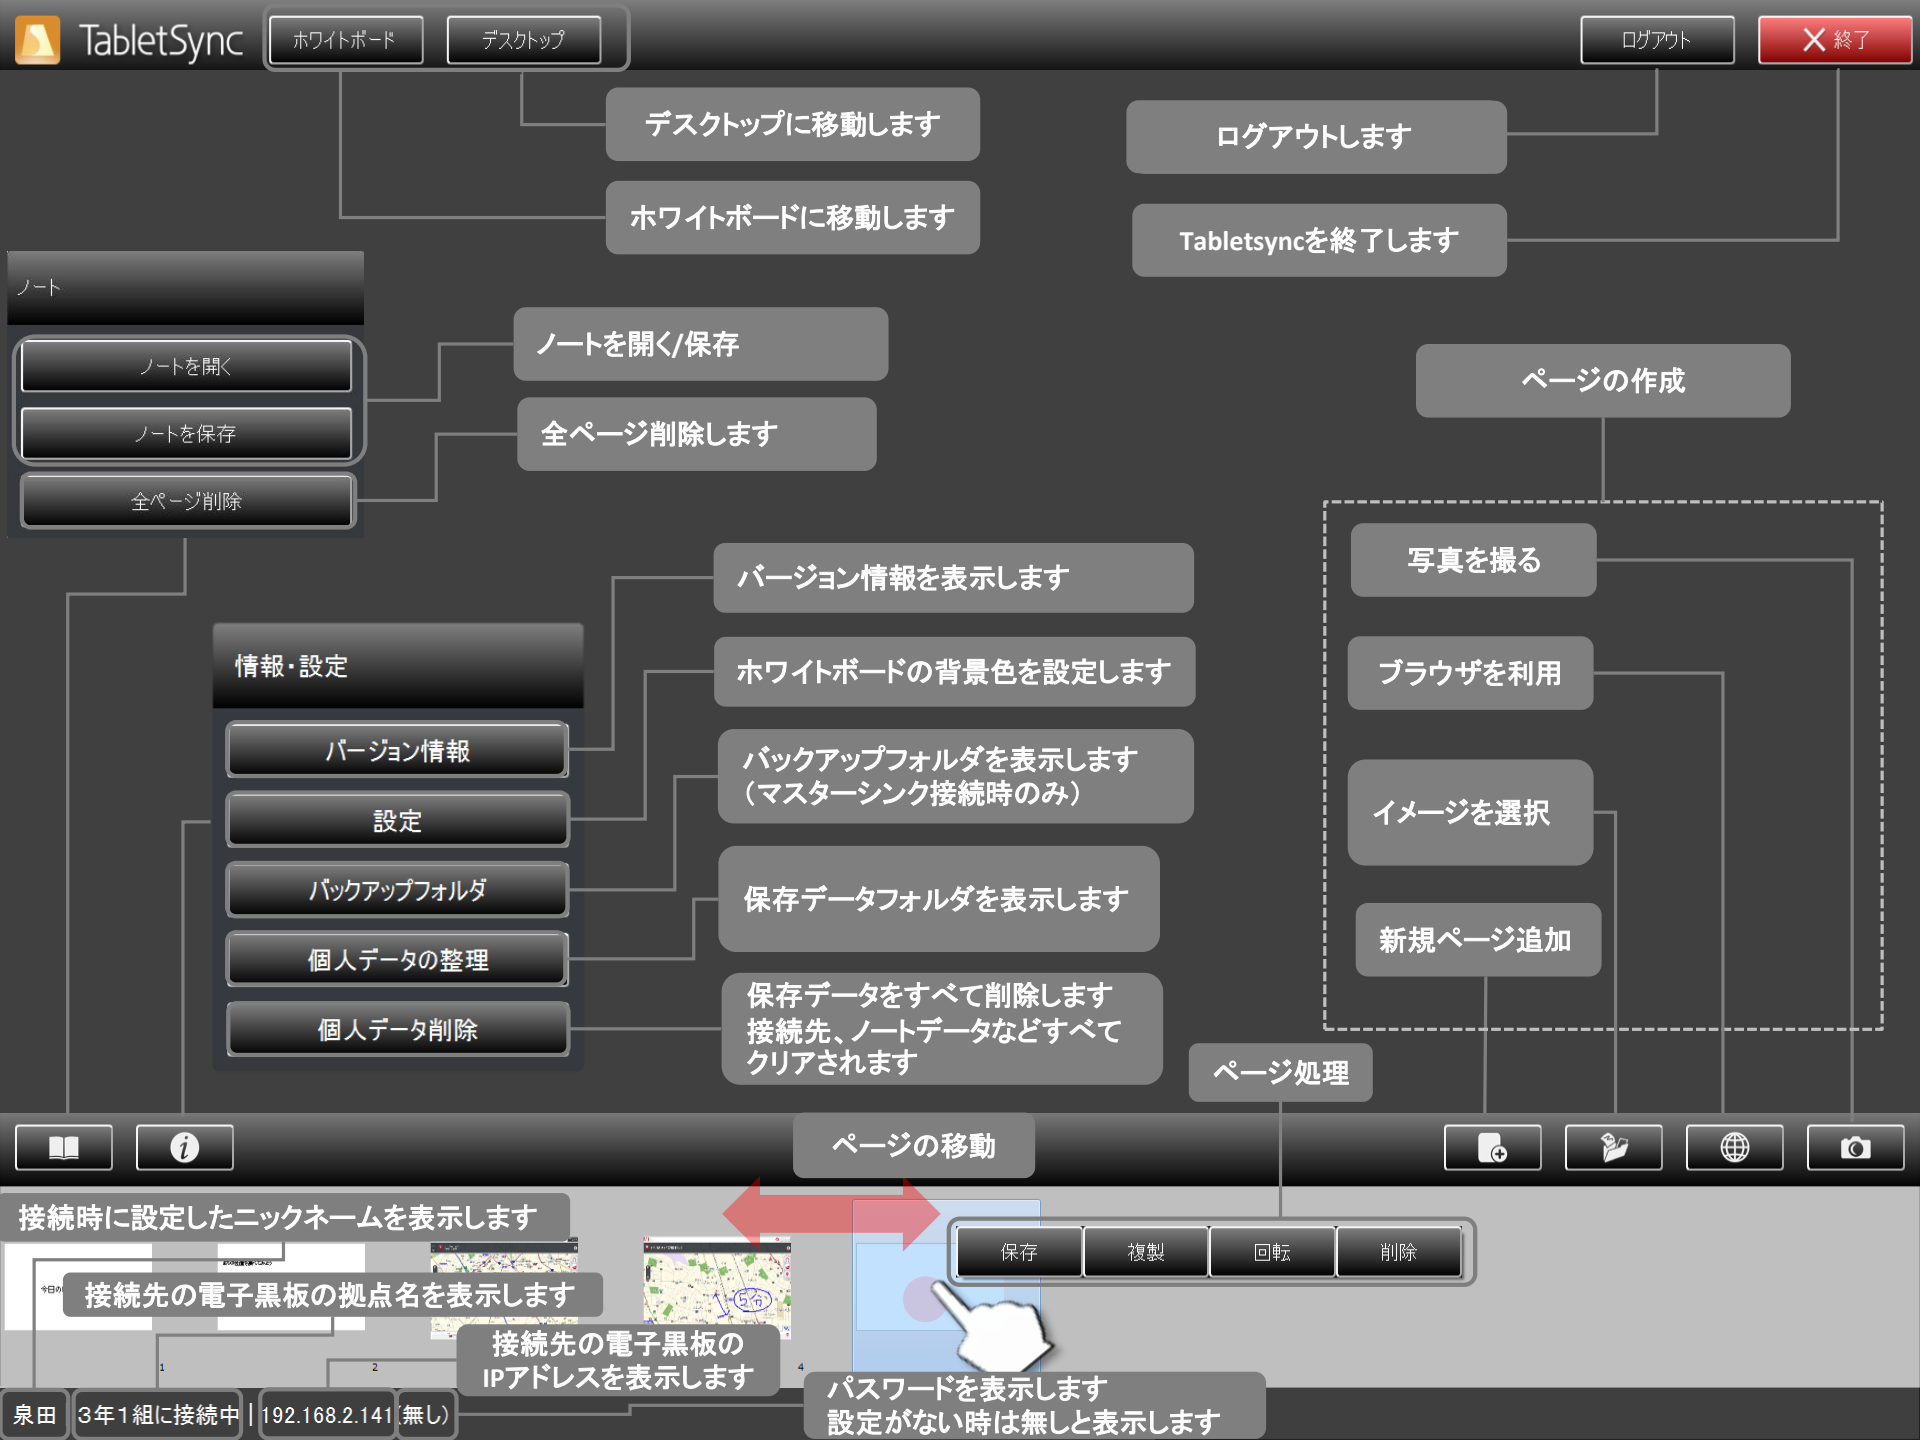 TabletSync
ホワイトボード
デスクトップ
ログアウト
終了
デスクトップに移動します
ログアウトします
ホワイトボードに移動します
Tabletsyncを終了します
ノート
ノートを開く
ノートを保存
全ページ削除
ノートを開く/保存
全ページ削除します
ページの作成
写真を撮る
ブラウザを利用
イメージを選択
新規ページ追加
情報・設定
バージョン情報
設定
バックアップフォルダ
個人データの整理
個人データ削除
バージョン情報を表示します
ホワイトボードの背景色を設定します
バックアップフォルダを表示します
（マスターシンク接続時のみ）
保存データフォルダを表示します
保存データをすべて削除します
接続先、ノートデータなどすべて
クリアされます
ページ処理
ページの移動
接続時に設定したニックネームを表示します
保存
複製
回転
削除
今日の
接続先の電子黒板の拠点名を表示します
5分
接続先の電子黒板の
IPアドレスを表示します
1
2
4
パスワードを表示します
設定がない時は無しと表示します
泉田
3年1組に接続中
|
192.168.2.141
(無し)